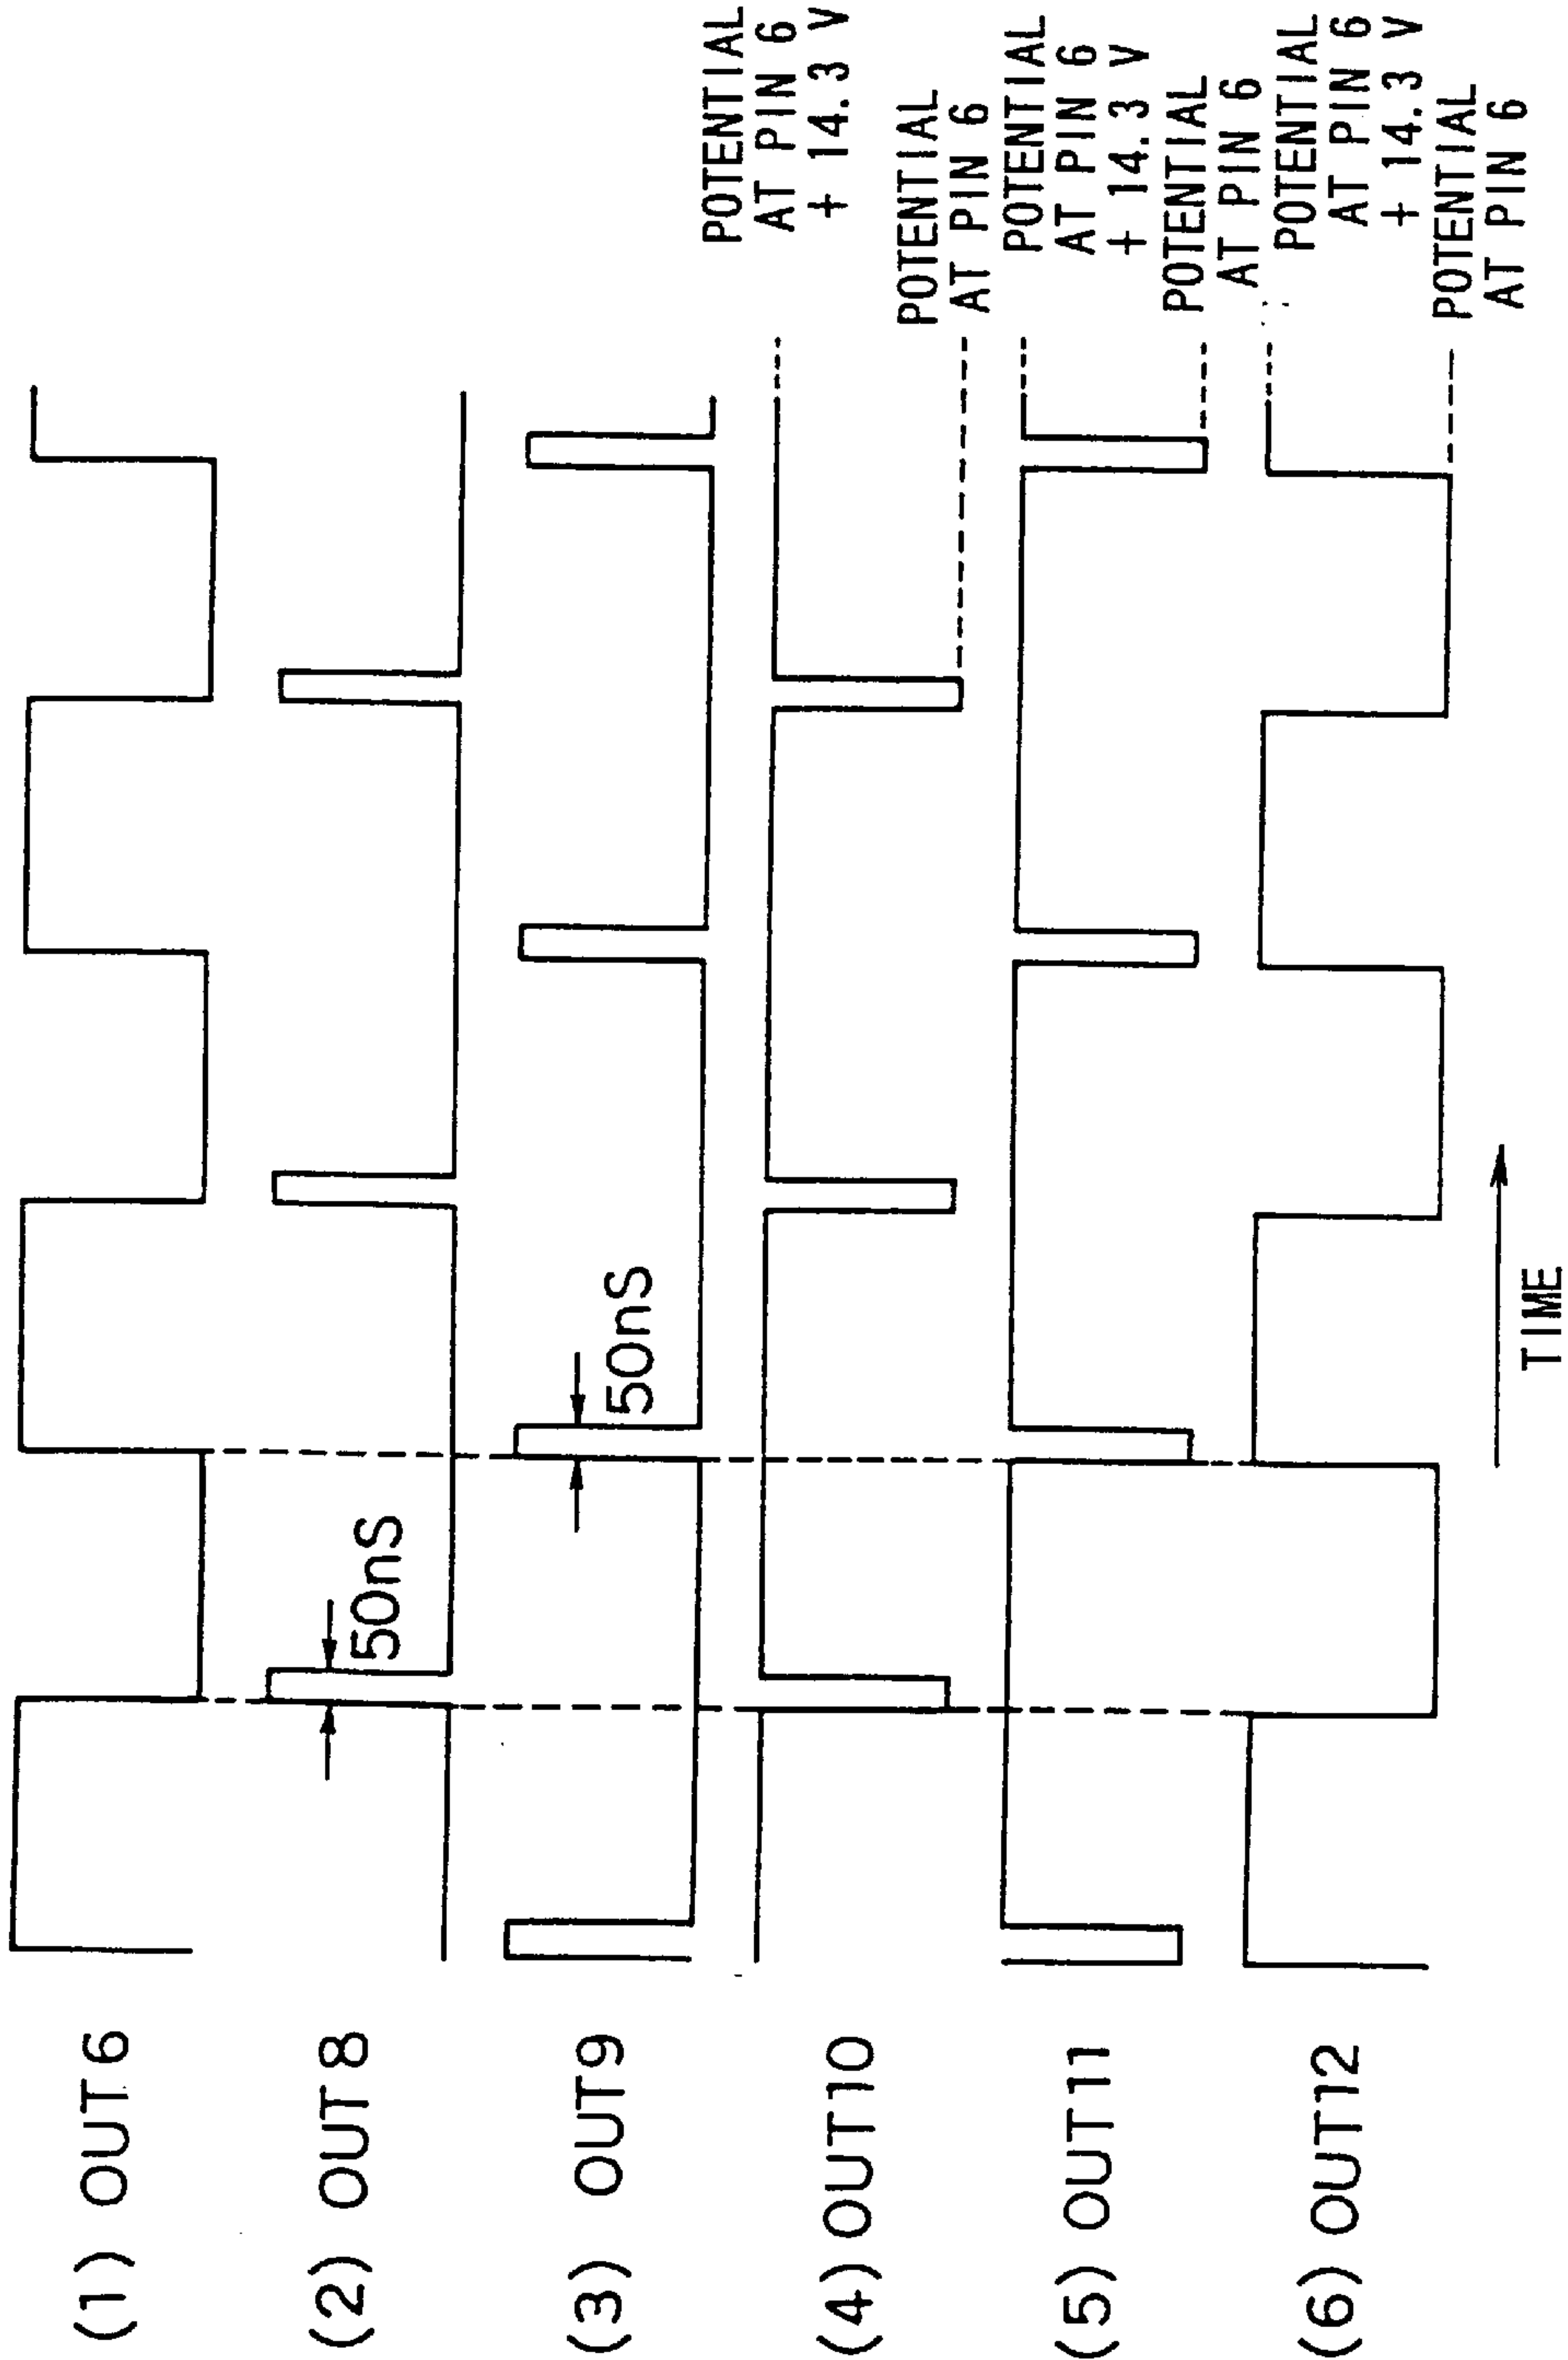 (1) OUT6
(2) OUT8
50nS
(3) OUT9
50nS
POTENTIAL
AT PIN 6
+ 14.3 V
(4) OUT10
POTENTIAL
AT PIN 6
POTENTIAL
AT PIN 6
+ 14.3 V
(5) OUT11
POTENTIAL
AT PIN 6
POTENTIAL
AT PIN 6
+ 14.3 V
(6) OUT12
POTENTIAL
AT PIN 6
TIME